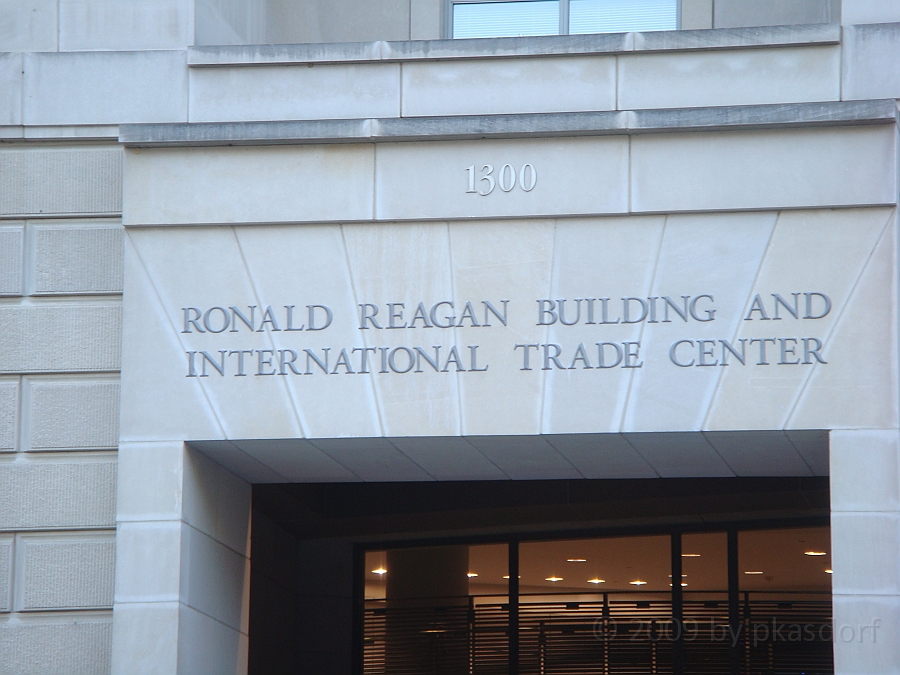 1300
RONALD REAGAN BUILDING AND
INTERNATIONAL TRADE CENTER
© 2009 by pkasdorf